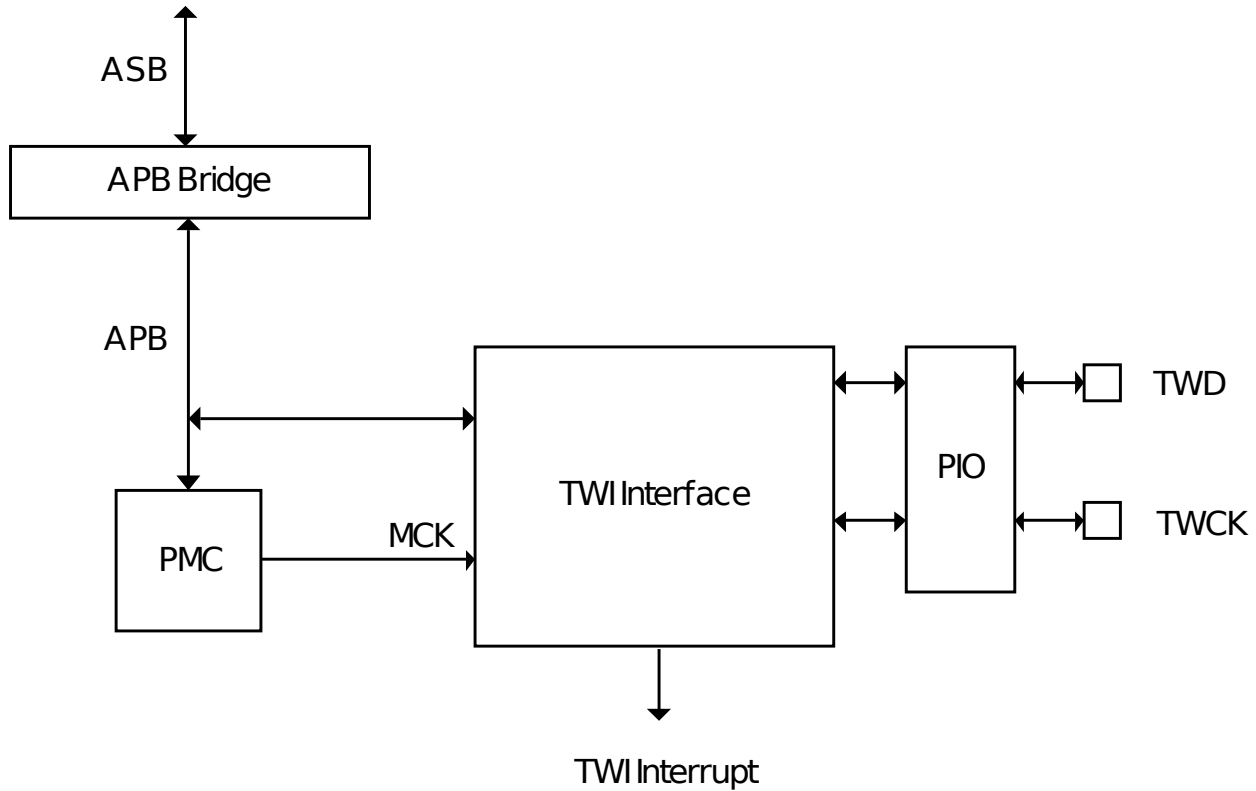 ASB
APB Bridge
APB
TWD
PIO
TWI Interface
TWCK
MCK
PMC
TWI Interrupt